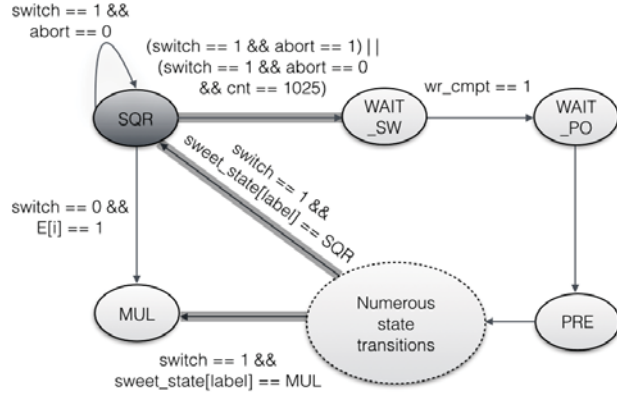 switch == 1 &&
abort == 0
(switch == 1 && abort == 1) ||
(switch == 1 && abort == 0
&& cnt == 1025)
wr_cmpt == 1
SQR
WAIT
_SW
WAIT
_PO
switch == 1 &&
sweet_state[label] == SQR
switch == 0 &&
E[i] == 1
MUL
Numerous
state
transitions
PRE
switch == 1 &&
sweet_state[label] == MUL